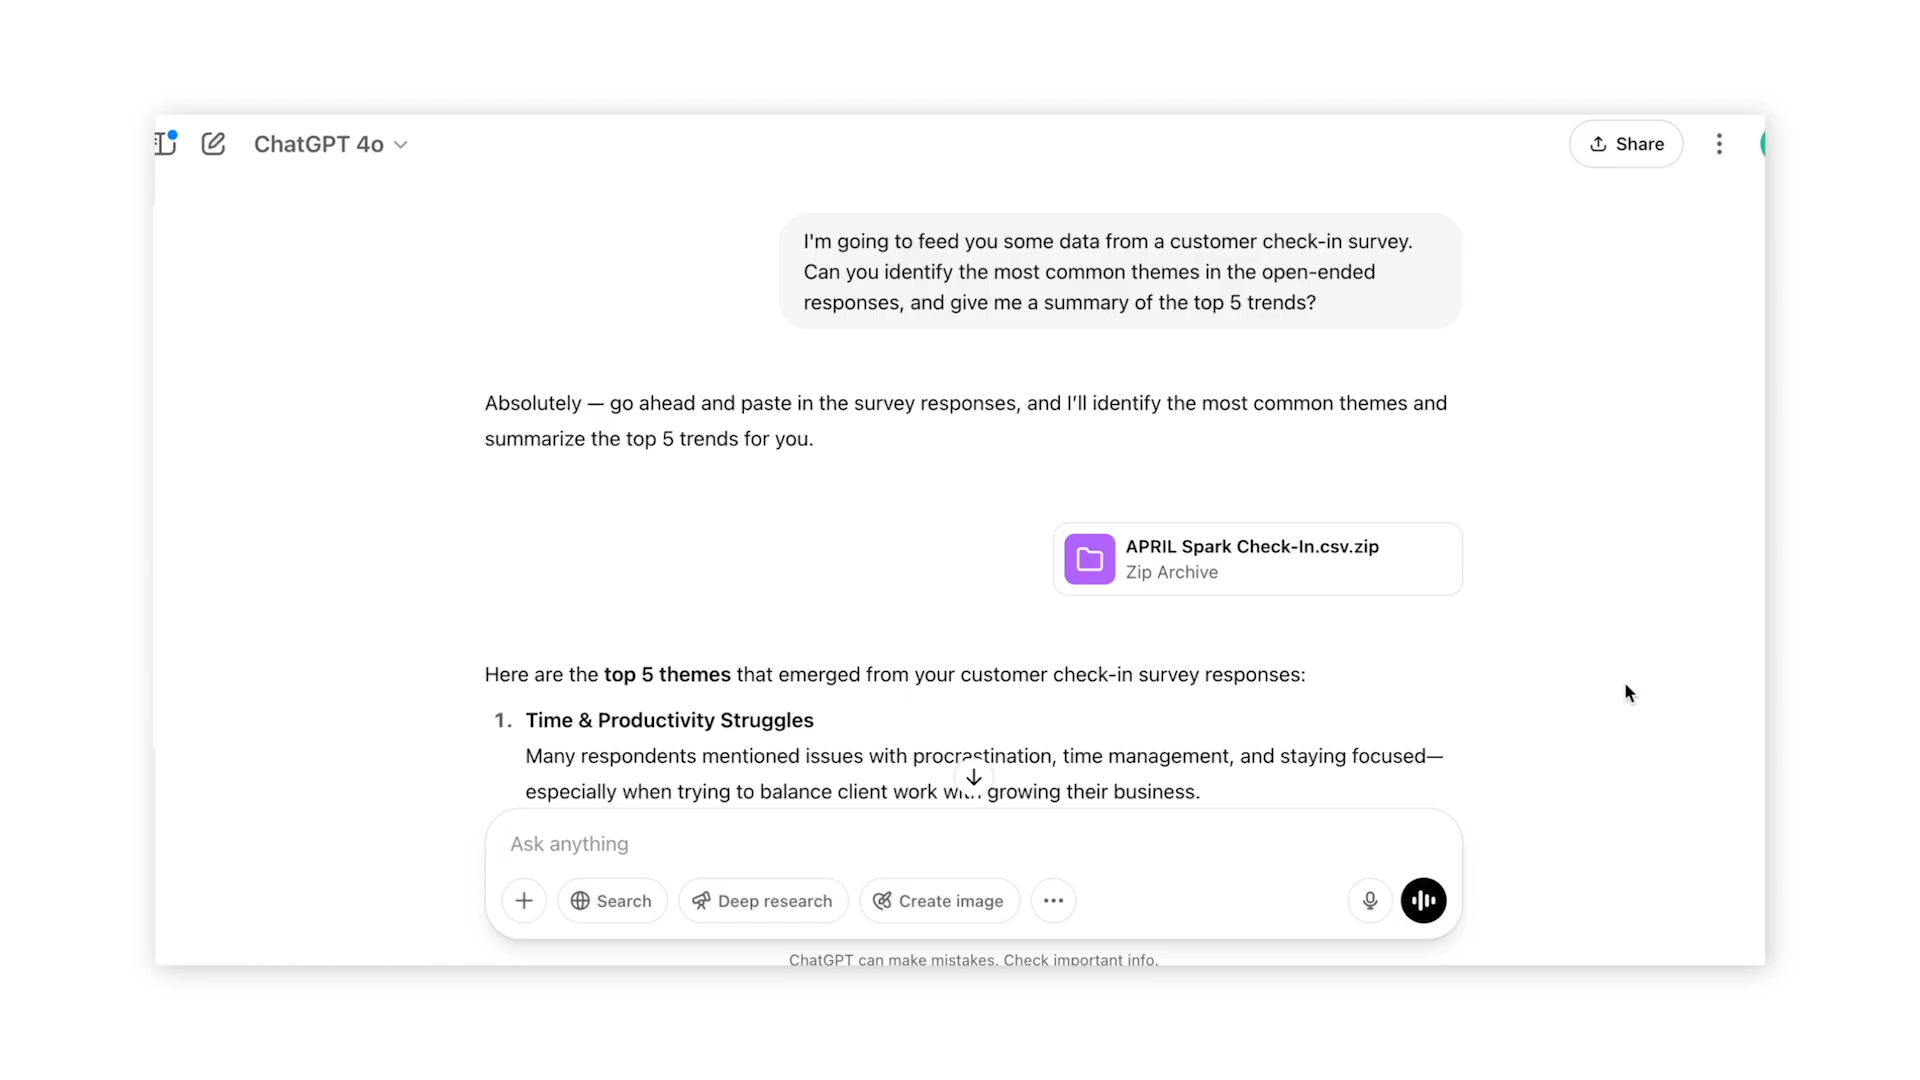 ChatGPT 4o
Share
I'm going to feed you some data from a customer check-in survey.
Can you identify the most common themes in the open-ended
responses, and give me a summary of the top 5 trends?
Absolutely — go ahead and paste in the survey responses, and I’ll identify the most common themes and
summarize the top 5 trends for you.
APRIL Spark Check-In.csv.zip
Zip Archive
Here are the top 5 themes that emerged from your customer check-in survey responses:
1. Time & Productivity Struggles
Many respondents mentioned issues with procrastination, time management, and staying focused—
especially when trying to balance client work with growing their business.
Ask anything
Search
Deep research
Create image
ChatGPT can make mistakes. Check important info.